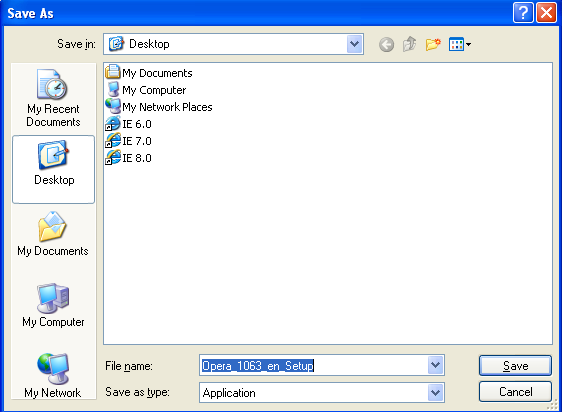 Save As
Save in: Desktop
My Documents
My Computer
My Network Places
IE 6.0
IE 7.0
IE 8.0
My Recent
Documents
Desktop
My Documents
My Computer
My Network
File name: Opera_1063_en_Setup Save
Save as type: Application Cancel